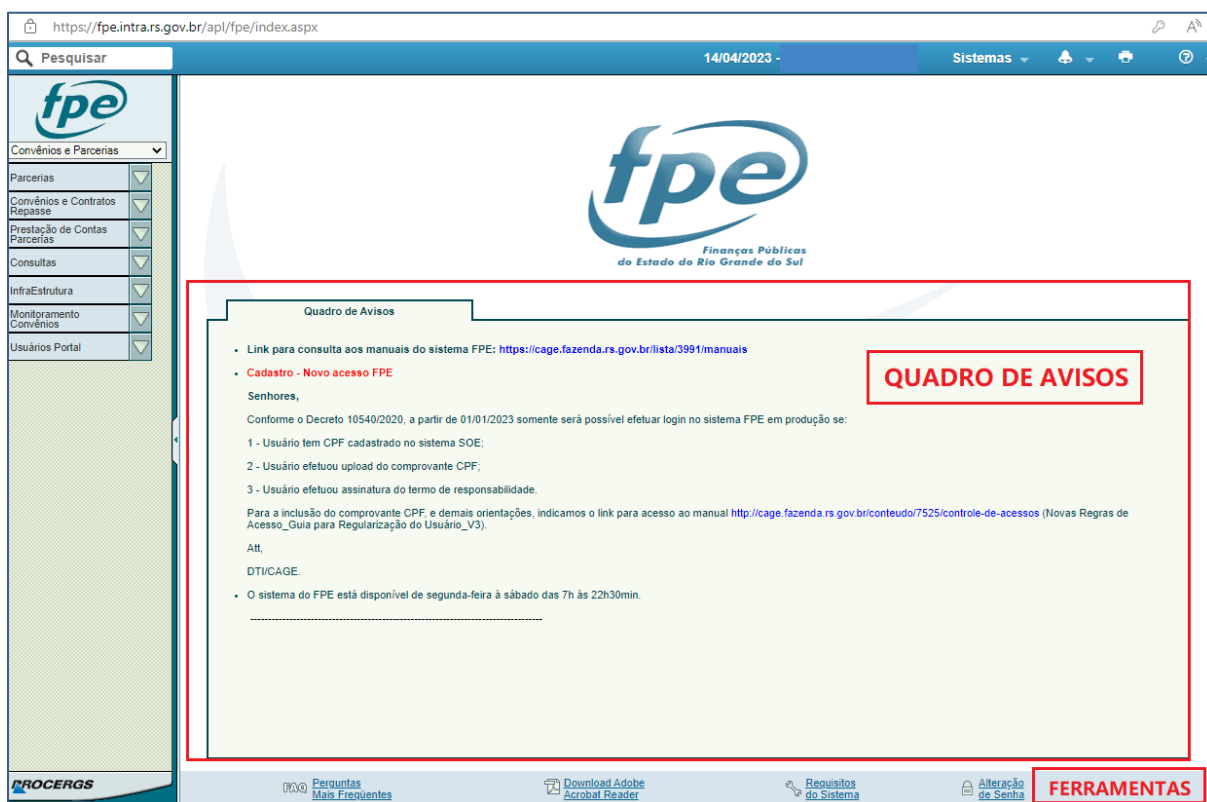 https://fpe.intra.rs.gov.br/apl/fpe/index.aspx
Pesquisar
14/04/2023 -
Sistemas
fpe
Convênios e Parcerias
Parcerias
Convênios e Contratos
Repasse
Prestação de Contas
Parcerias
Consultas
InfraEstrutura
Monitoramento
Convênios
Usuários Portal
fpe
Finanças Públicas
do Estado do Rio Grande do Sul
Quadro de Avisos
QUADRO DE AVISOS
• Link para consulta aos manuais do sistema FPE: https://cage.fazenda.rs.gov.br/lista/3991/manuais
• Cadastro - Novo acesso FPE
Senhores,
Conforme o Decreto 10540/2020, a partir de 01/01/2023 somente será possível efetuar login no sistema FPE em produção se:
1 - Usuário tem CPF cadastrado no sistema SOE;
2 - Usuário efetuou upload do comprovante CPF;
3 - Usuário efetuou assinatura do termo de responsabilidade.
Para a inclusão do comprovante CPF, e demais orientações, indicamos o link para acesso ao manual http://cage.fazenda.rs.gov.br/conteudo/7525/controle-de-acessos (Novas Regras de
Acesso_Guia para Regularização do Usuário_V3).
Att,
DTI/CAGE.
• O sistema do FPE está disponível de segunda-feira à sábado das 7h às 22h30min.
----------------------------------------------------------------------------------
PROCERGS
FAQ Perguntas
Mais Freqüentes
Download Adobe
Acrobat Reader
Requisitos
do Sistema
Alteração
de Senha
FERRAMENTAS